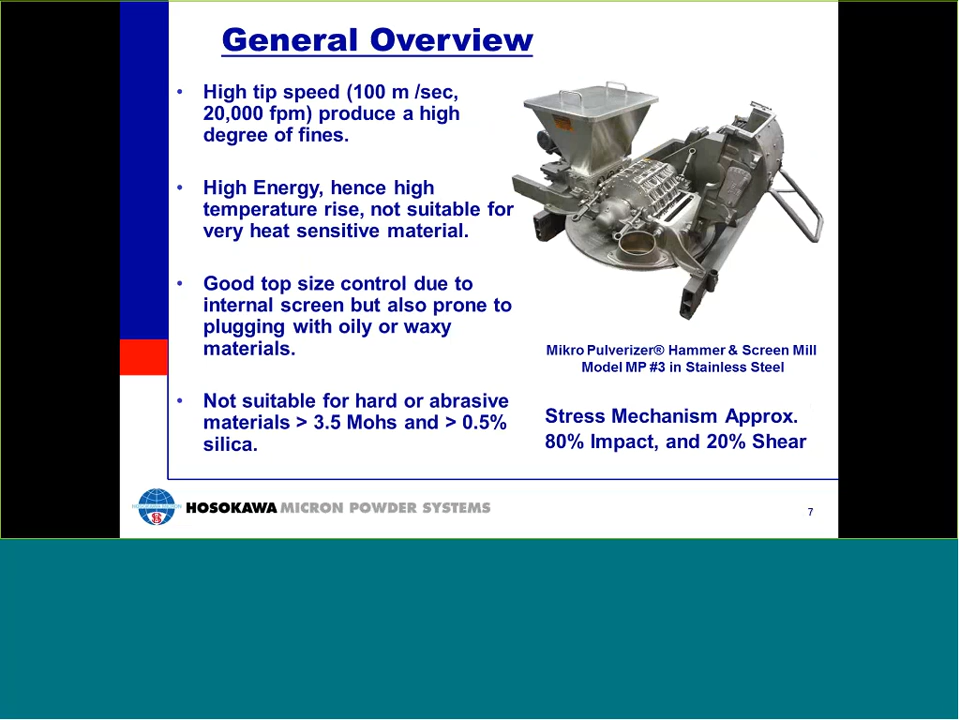 General Overview
• High tip speed (100 m /sec,
20,000 fpm) produce a high
degree of fines.
• High Energy, hence high
temperature rise, not suitable for
very heat sensitive material.
• Good top size control due to
internal screen but also prone to
plugging with oily or waxy
materials.
• Not suitable for hard or abrasive
materials > 3.5 Mohs and > 0.5%
silica.
Mikro Pulverizer® Hammer & Screen Mill
Model MP #3 in Stainless Steel
Stress Mechanism Approx.
80% Impact, and 20% Shear
HOSOKAWA MICRON POWDER SYSTEMS
7